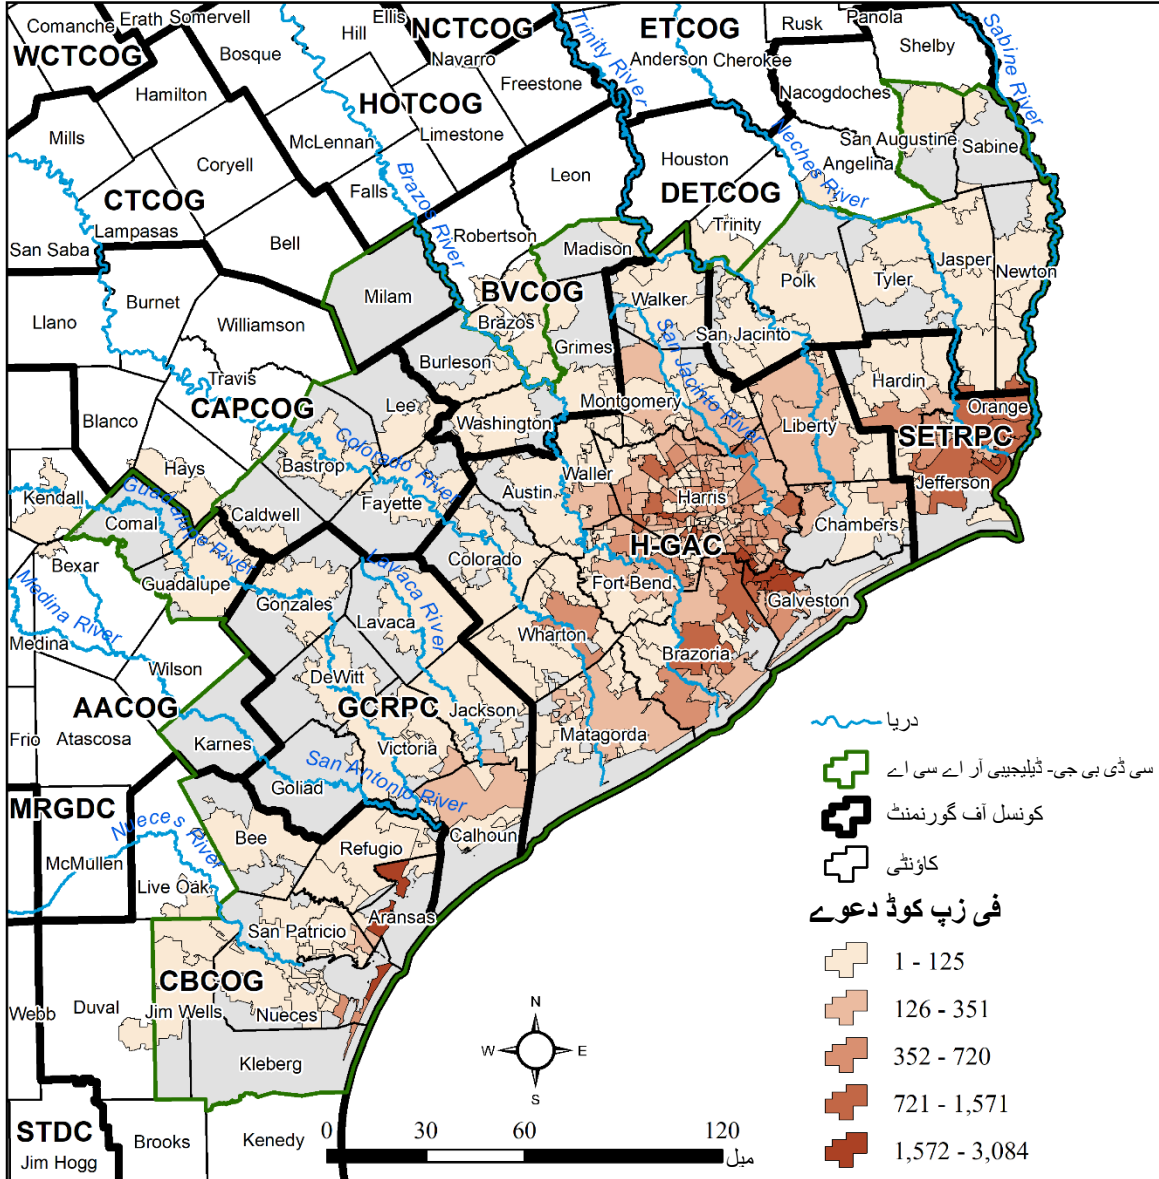 Comanche
Erath
Somervell
Ellis
Hill
NCTCOG
ETCOG
Rusk
Panola
WCTCOG
Bosque
Navarro
Trinity River
Anderson
Cherokee
Shelby
Sabine River
Hamilton
HOTCOG
Freestone
Nacogdoches
Mills
McLennan
Limestone
Neches River
San Augustine
Sabine
Coryell
Houston
Angelina
Falls
Brazos River
Leon
DETCOG
CTCOG
Lampasas
Trinity
San Saba
Bell
Robertson
Madison
Jasper
Newton
Burnet
Milam
BVCOG
Walker
Polk
Tyler
Llano
Williamson
Brazos
San Jacinto
San Jacinto River
Grimes
Burleson
Travis
Hardin
Blanco
CAPCOG
Lee
Washington
Montgomery
Liberty
Orange
SETRPC
Hays
Bastrop
Colorado River
Waller
Kendall
Guadalupe River
Fayette
Austin
Harris
Jefferson
Comal
Caldwell
Chambers
Bexar
Lavaca River
Colorado
H-GAC
Guadalupe
Fort Bend
Medina River
Gonzales
Galveston
Lavaca
Wharton
Medina
Wilson
Brazoria
DeWitt
AACOG
GCRPC
Jackson
Frio
Atascosa
Karnes
Victoria
Matagorda
San Antonio River
Goliad
MRGDC
Nueces River
Bee
Calhoun
McMullen
Refugio
Live Oak
Aransas
San Patricio
CBCOG
Webb
Duval
Jim Wells
Nueces
Kleberg
STDC
Jim Hogg
Brooks
Kenedy
N
W
E
S
0
30
60
120
میل
دریا
سی ڈی بی جی- ڈیلیجیبی آر اے سی اے
کونسل آف گورنمنٹ
کاؤنٹی
فی زپ کوڈ دعوے
1 - 125
126 - 351
352 - 720
721 - 1,571
1,572 - 3,084